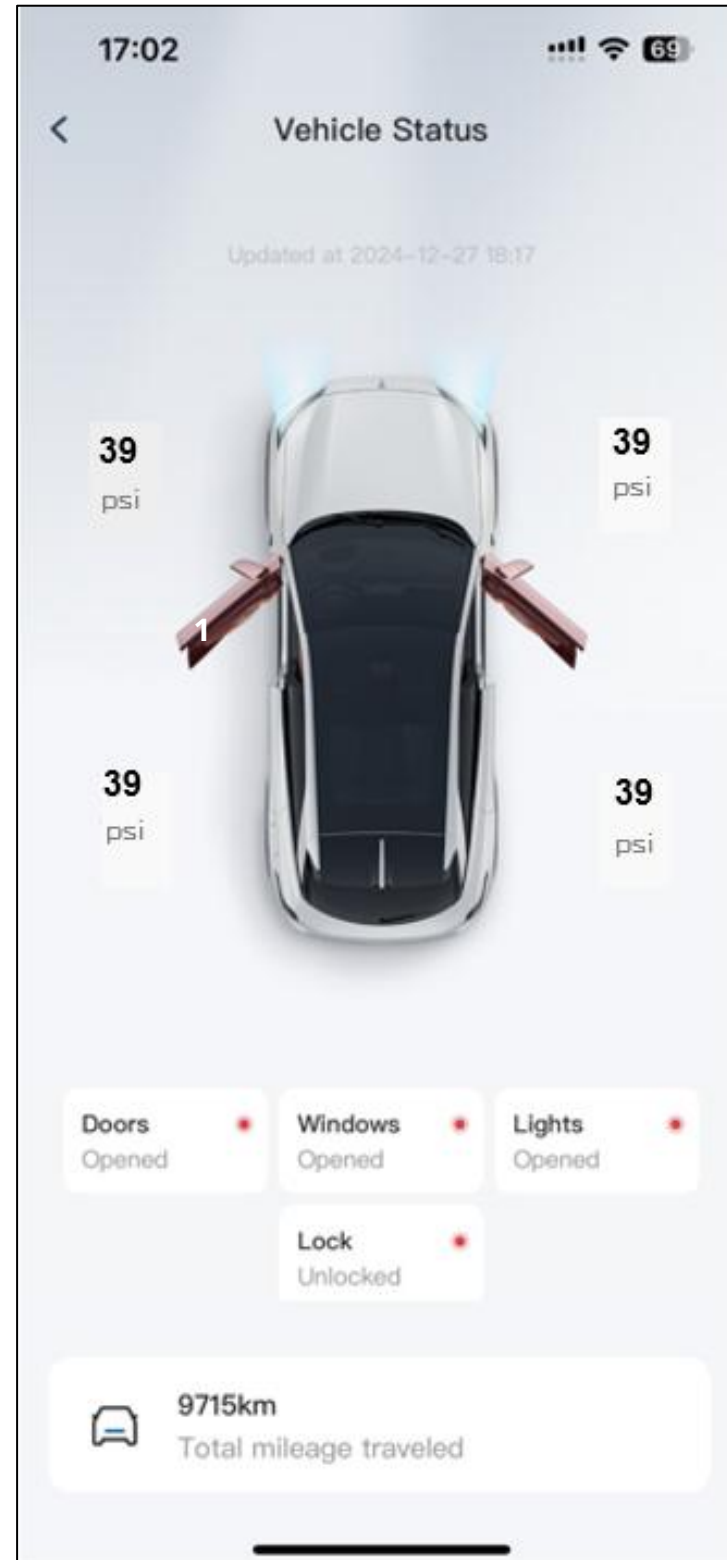 17:02
69
Vehicle Status
Updated at 2024-12-27 18:17
39
psi
39
psi
1
39
psi
39
psi
Doors
Opened
Windows
Opened
Lights
Opened
Lock
Unlocked
9715km
Total mileage traveled